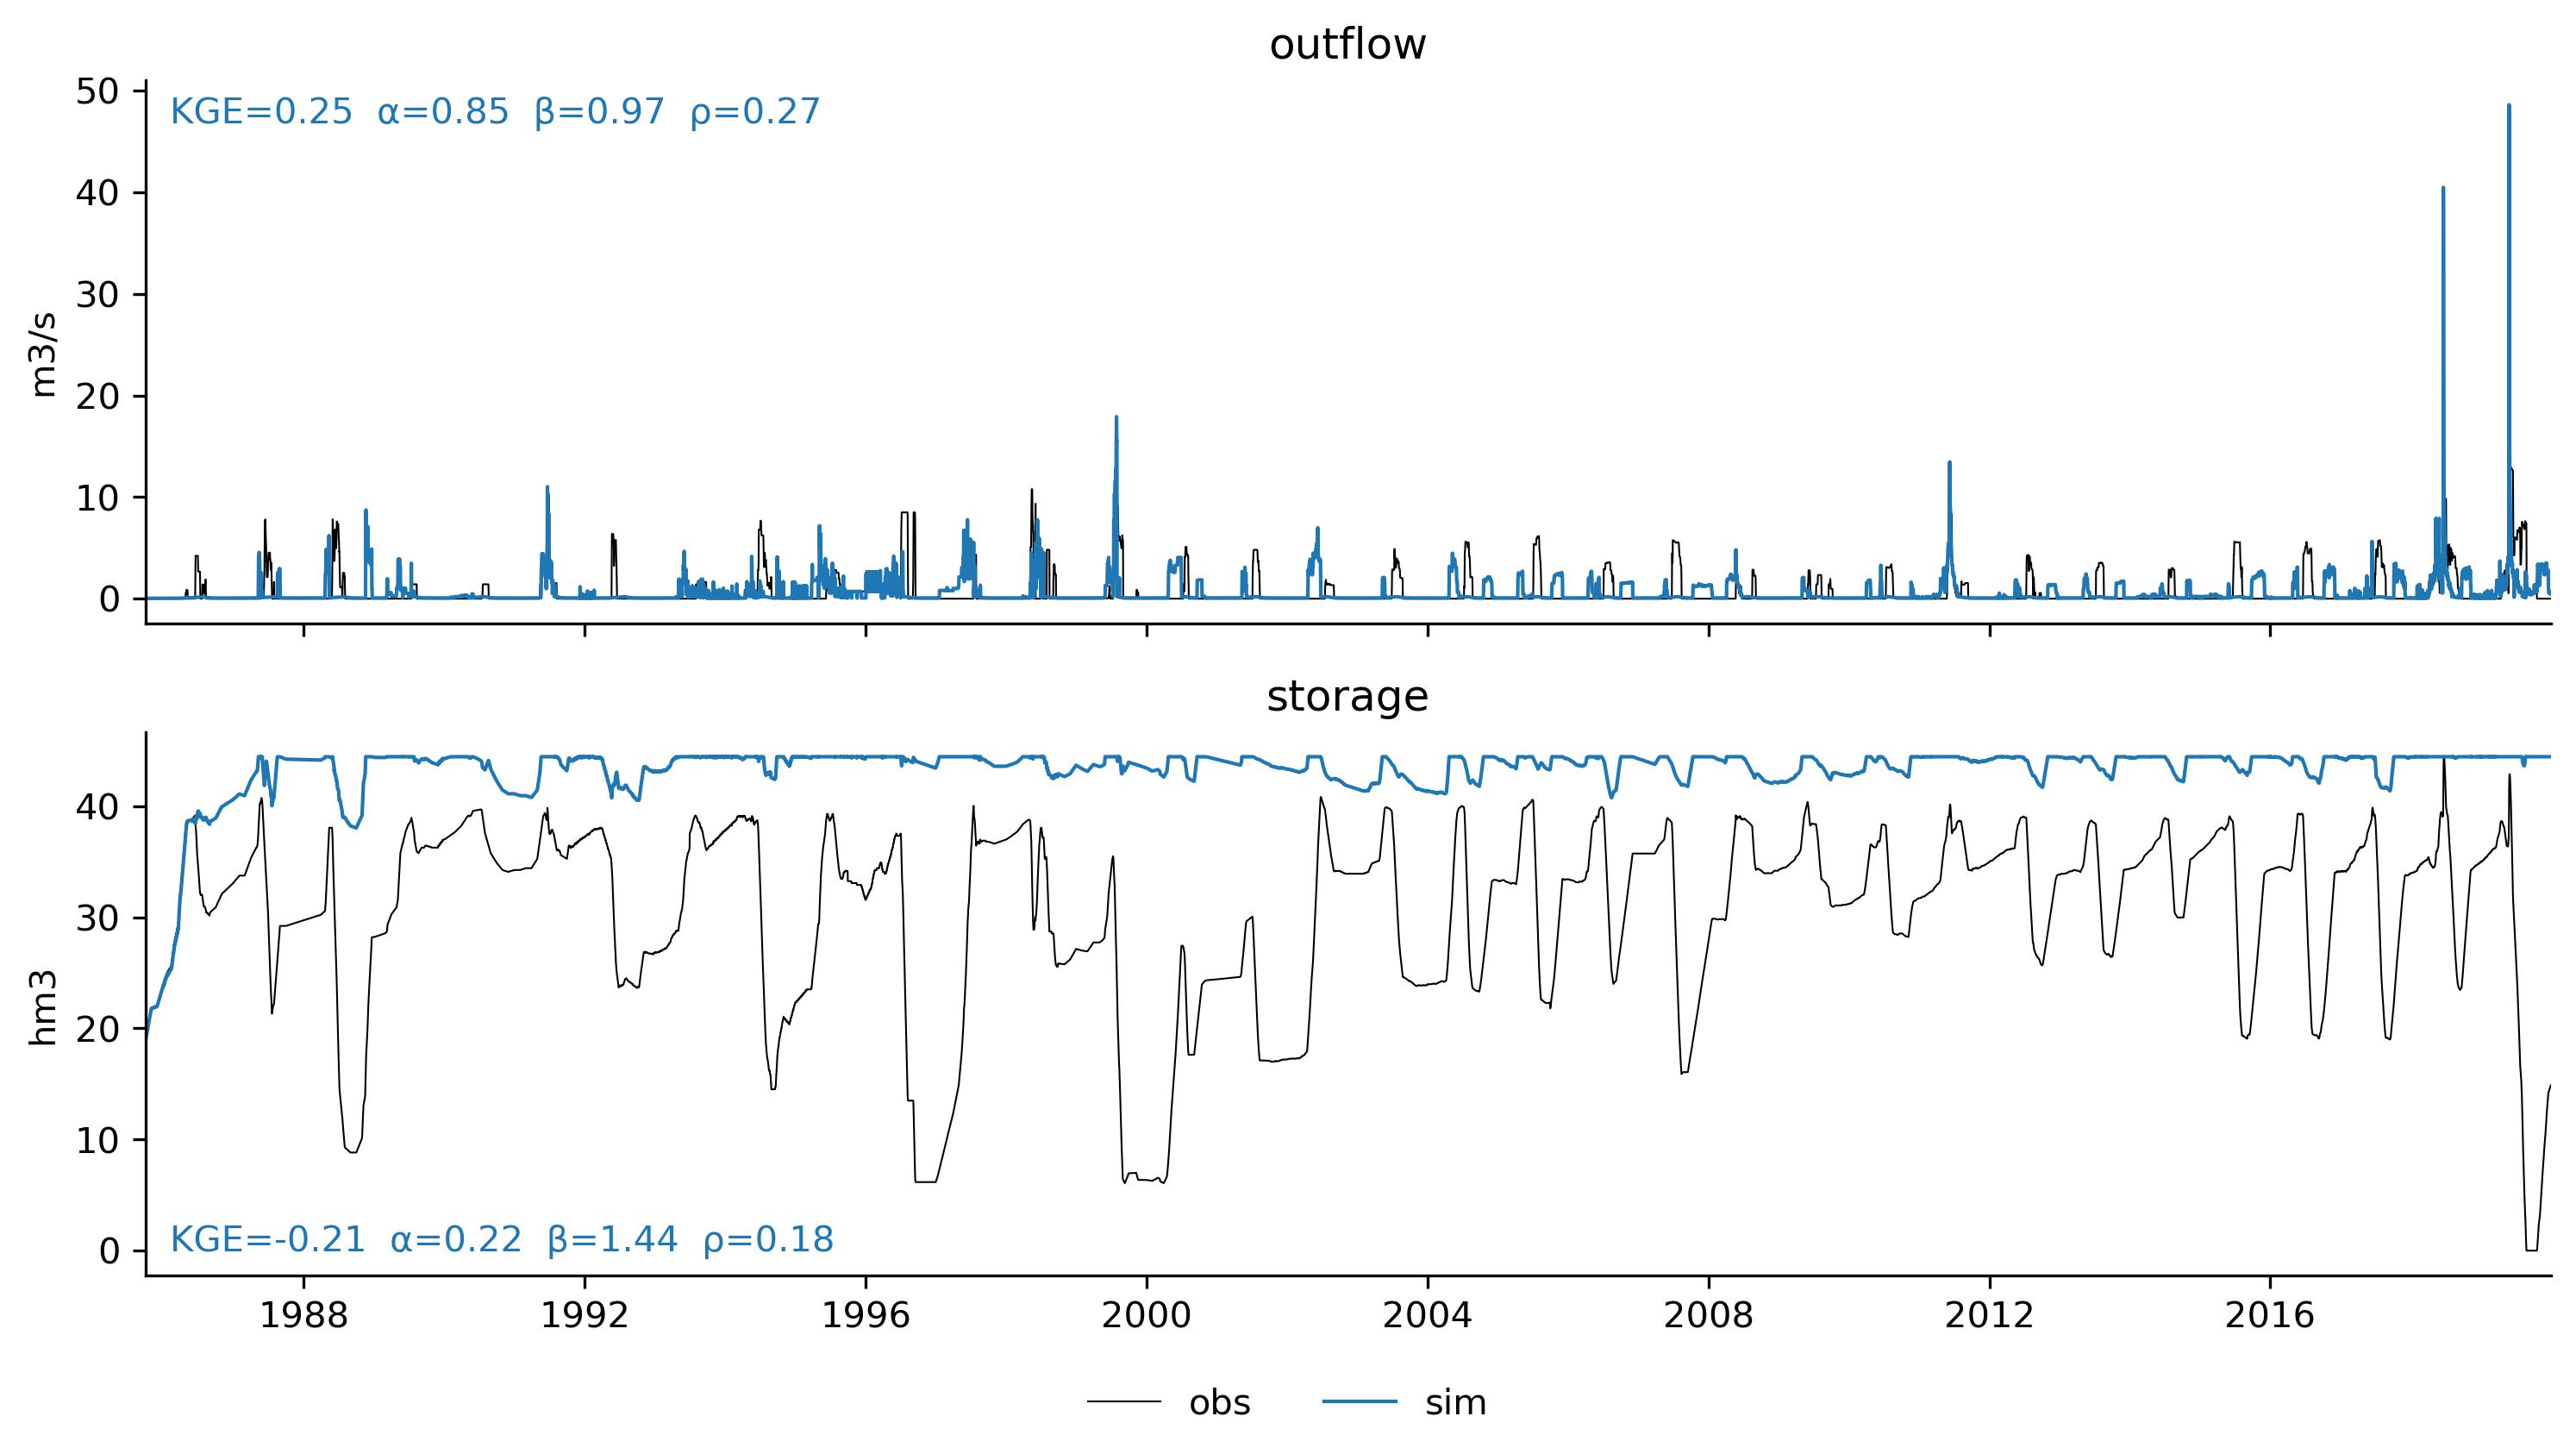 outflow
50
KGE=0.25 α=0.85 β=0.97 ρ=0.27
40
30
m3/s
20
10
0
storage
40
30
hm3
20
10
KGE=-0.21 α=0.22 β=1.44 ρ=0.18
0
1988 1992 1996 2000 2004 2008 2012 2016
obs sim